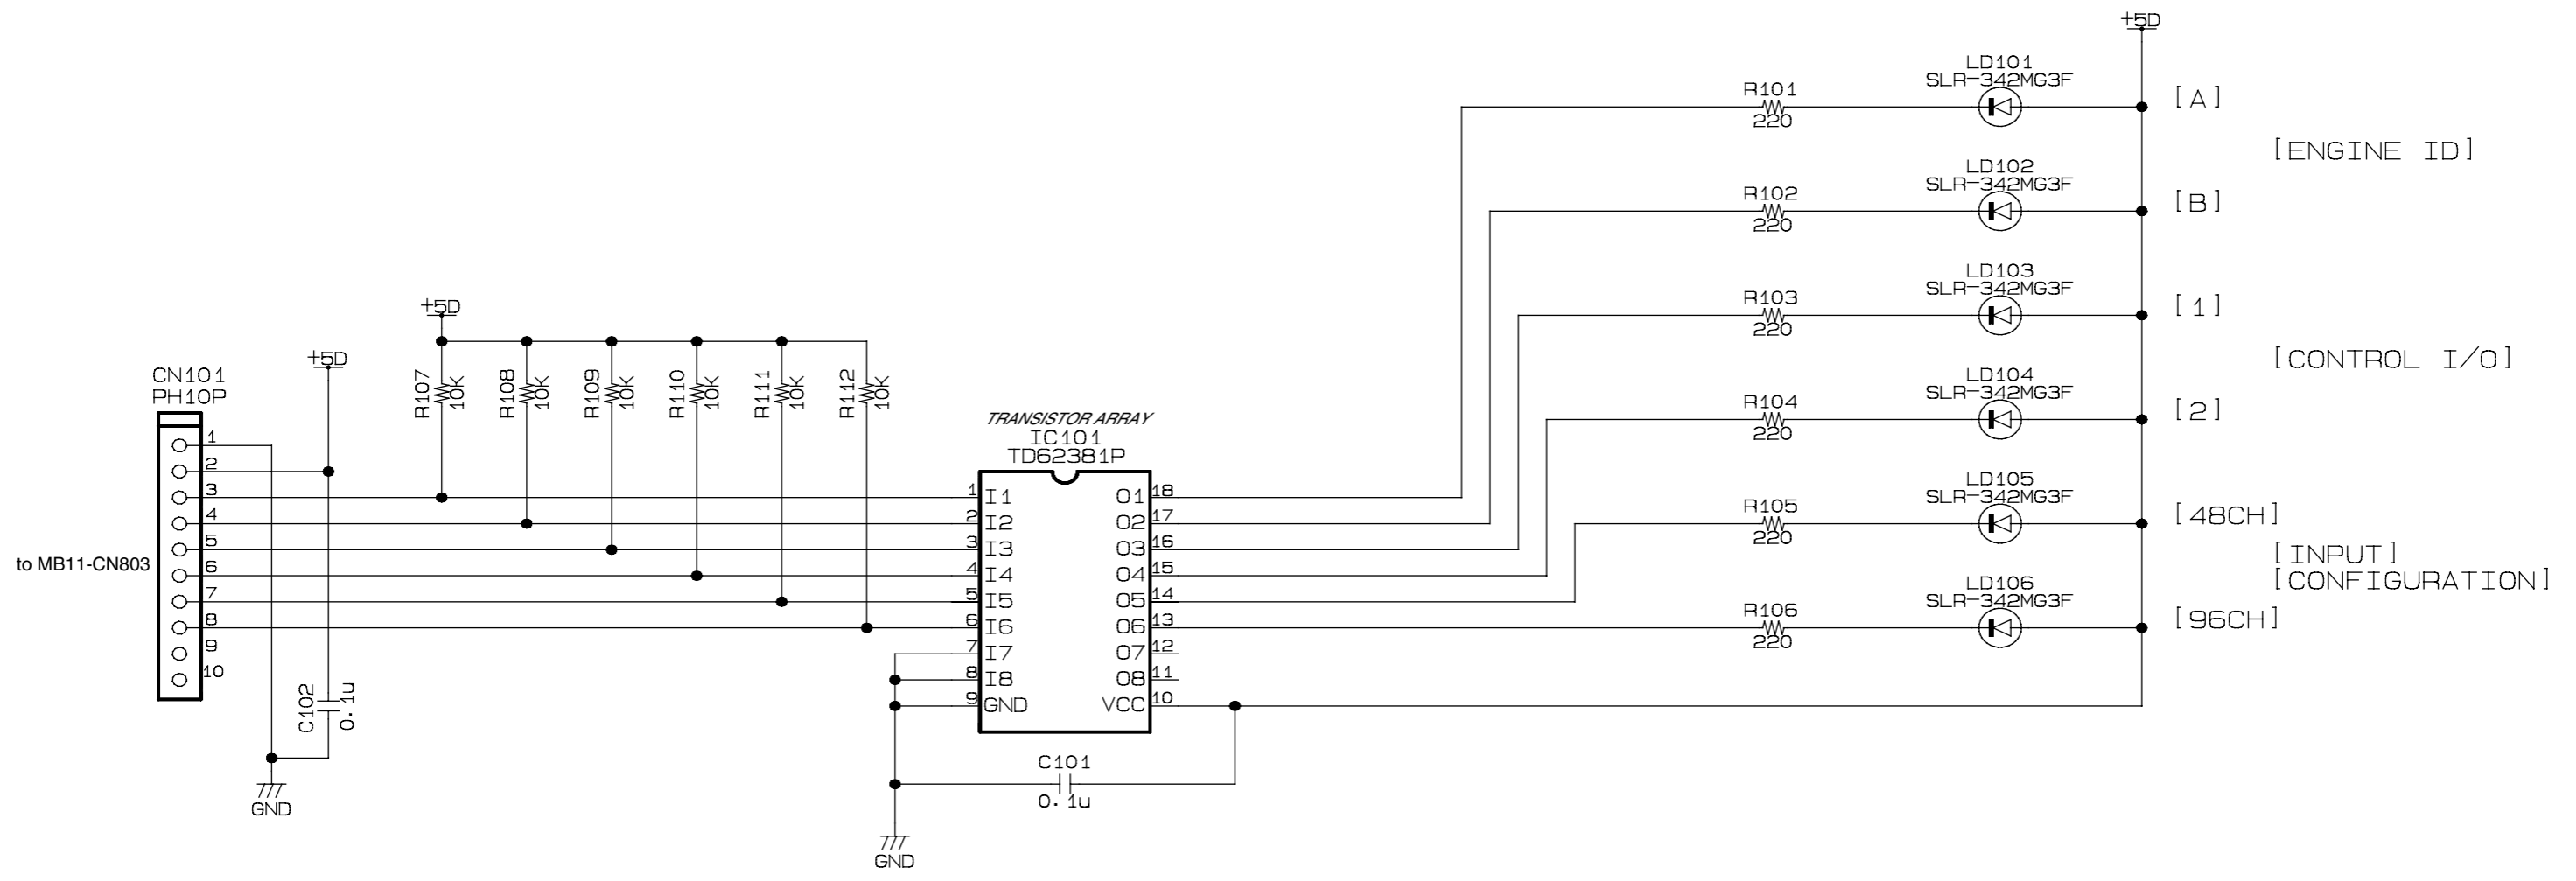 +5D
LD101
SLR-342MG3F
R101
220
[A]
[ENGINE ID]
LD102
SLR-342MG3F
R102
220
[B]
LD103
SLR-342MG3F
R103
220
[1]
[CONTROL I/O]
LD104
SLR-342MG3F
R104
220
[2]
LD105
SLR-342MG3F
R105
220
[48CH]
[INPUT]
[CONFIGURATION]
LD106
SLR-342MG3F
R106
220
[96CH]
+5D
R107
10K
R108
10K
R109
10K
R110
10K
R111
10K
R112
10K
+5D
CN101
PH10P
1
2
3
4
5
6
7
8
9
10
to MB11-CN803
C102
0.1u
GND
TRANSISTOR ARRAY
IC101
TD62381P
1 I1 O1 18
2 I2 O2 17
3 I3 O3 16
4 I4 O4 15
5 I5 O5 14
6 I6 O6 13
7 I7 O7 12
8 I8 O8 11
9 GND VCC 10
C101
0.1u
GND